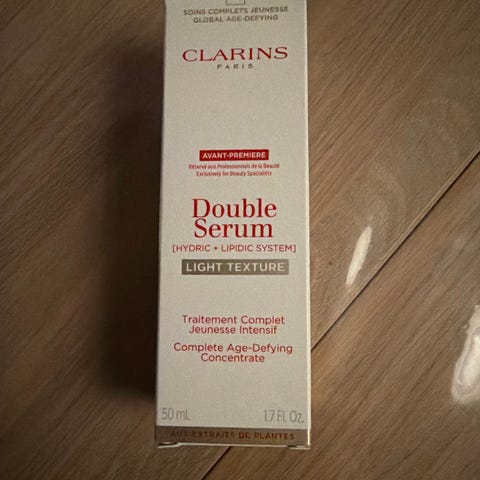 SOINS COMPLETS JEUNESSE
GLOBAL AGE-DEFYING
CLARINS
PARIS
AVANT-PREMIERE
Réservé aux Professionnels de la Beauté
Exclusively for Beauty Specialists
Double
Serum
[HYDRIC + LIPIDIC SYSTEM]
LIGHT TEXTURE
Traitement Complet
Jeunesse Intensif
Complete Age-Defying
Concentrate
50 mL 1.7 Fl. Oz.
AUX EXTRAITS DE PLANTES